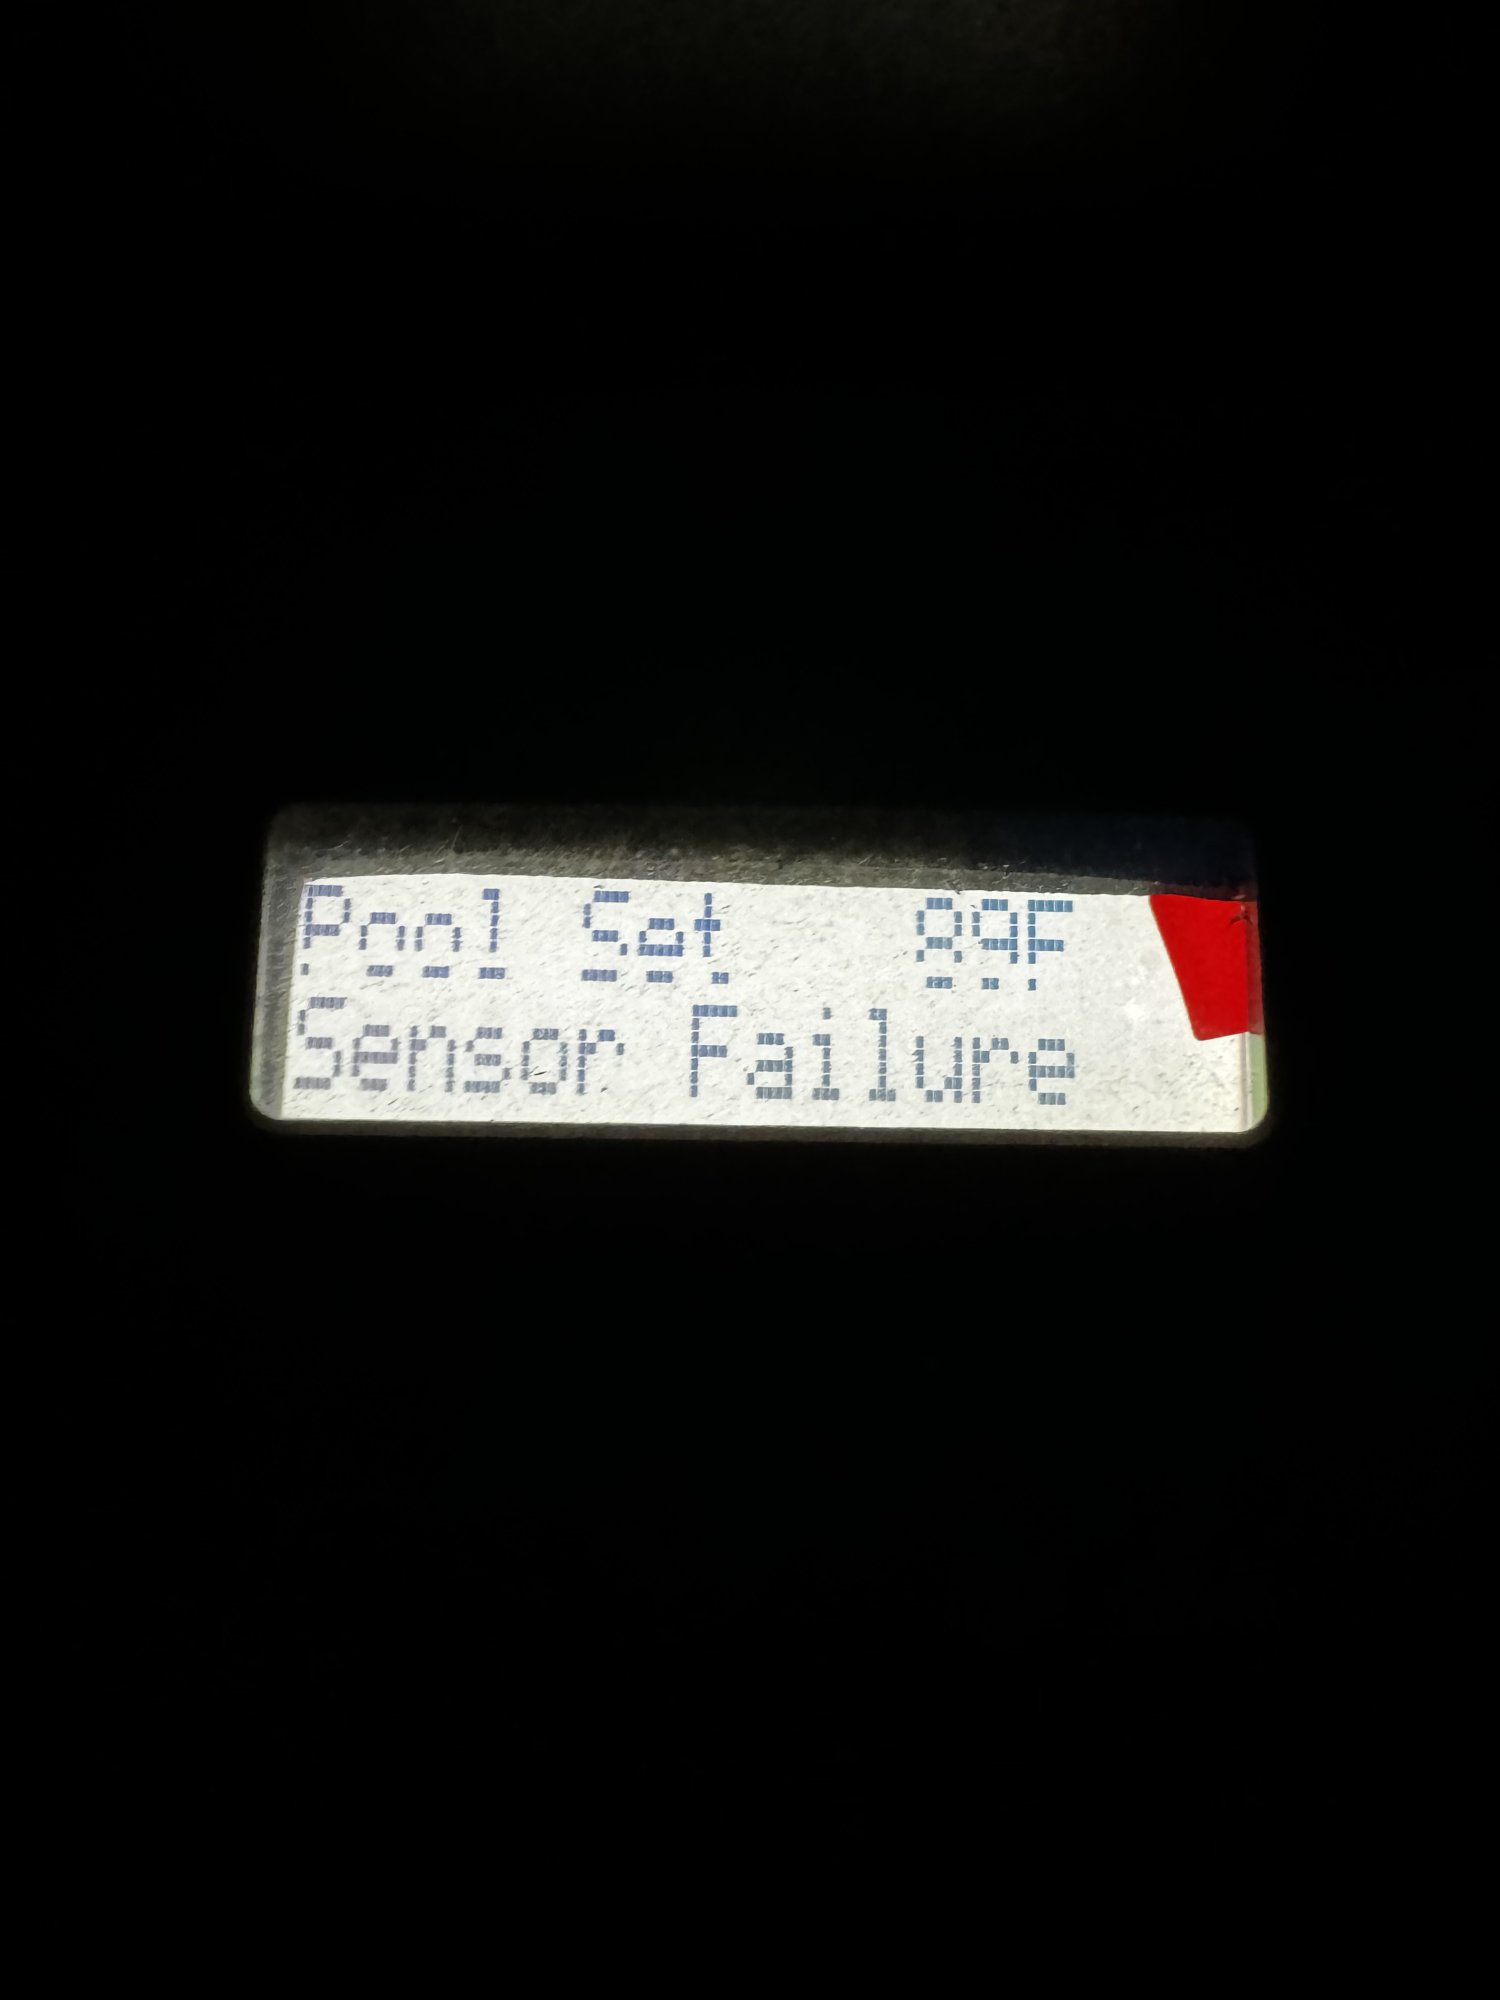 Pool Set 89F
Sensor Failure